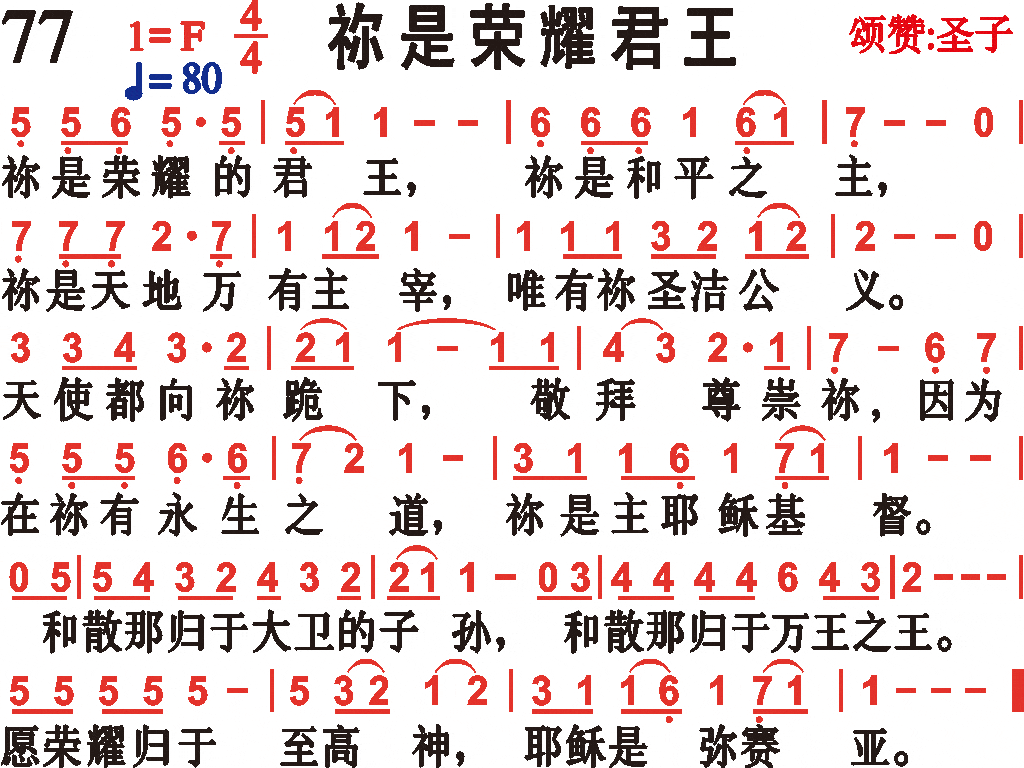 77 1=F 4/4 祢是荣耀君王 颂赞:圣子
♩=80
5 5 6 5 · 5 | 5 1 1 - - | 6 6 6 1 6 1 | 7 - - 0 |
祢是荣耀的君 王， 祢是和平之 主，
7 7 7 2 · 7 | 1 1 2 1 - | 1 1 1 3 2 1 2 | 2 - - 0 |
祢是天地万 有主 宰， 唯有祢圣洁公 义。
3 3 4 3 · 2 | 2 1 1 - 1 1 | 4 3 2 · 1 | 7 - 6 7 |
天使都向祢跪 下， 敬拜 尊崇祢，因为
5 5 5 6 · 6 | 7 2 1 - | 3 1 1 6 1 7 1 | 1 - - |
在祢有永生之 道， 祢是主耶稣基 督。
0 5 | 5 4 3 2 4 3 2 | 2 1 1 - 0 3 | 4 4 4 4 6 4 3 | 2 - - -
和散那归于大卫的子 孙， 和散那归于万王之王。
5 5 5 5 5 - | 5 3 2 1 2 | 3 1 1 6 1 7 1 | 1 - - -
愿荣耀归于 至高 神， 耶稣是 弥赛 亚。